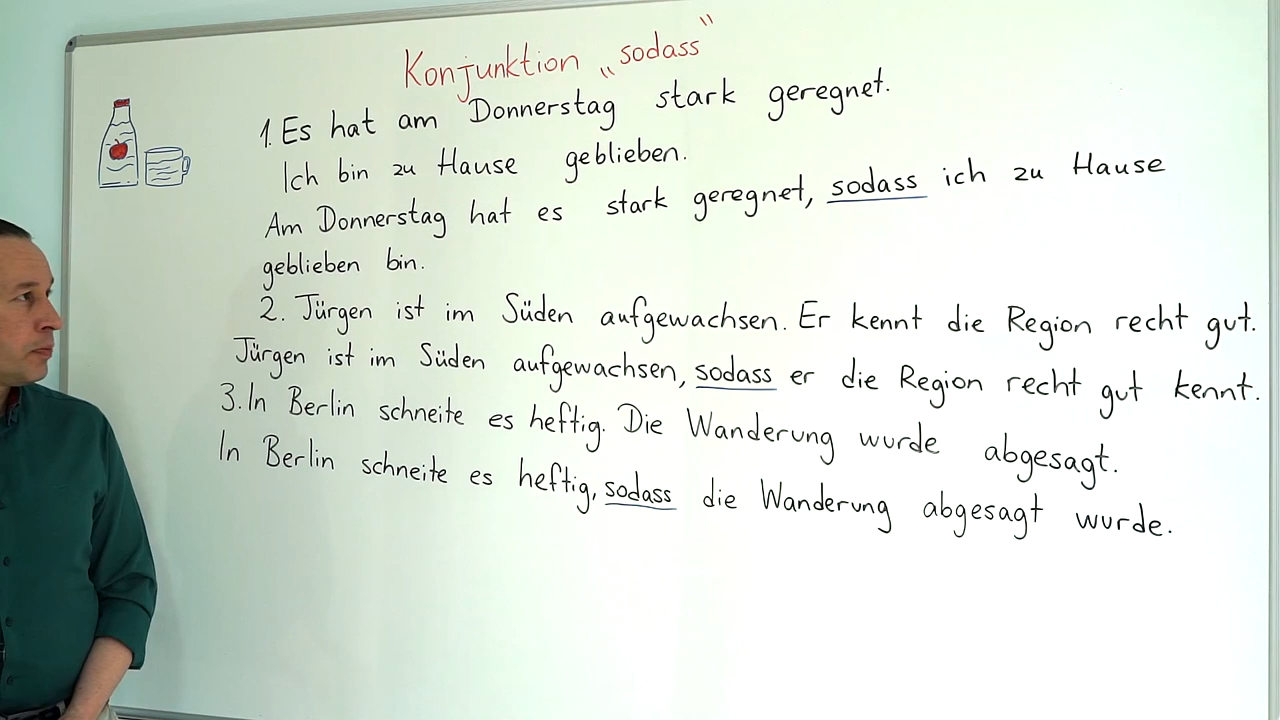 Konjunktion „sodass“
1. Es hat am Donnerstag stark geregnet.
Ich bin zu Hause geblieben.
Am Donnerstag hat es stark geregnet, sodass ich zu Hause
geblieben bin.
2. Jürgen ist im Süden aufgewachsen. Er kennt die Region recht gut.
Jürgen ist im Süden aufgewachsen, sodass er die Region recht gut kennt.
3. In Berlin schneite es heftig. Die Wanderung wurde abgesagt.
In Berlin schneite es heftig, sodass die Wanderung abgesagt wurde.